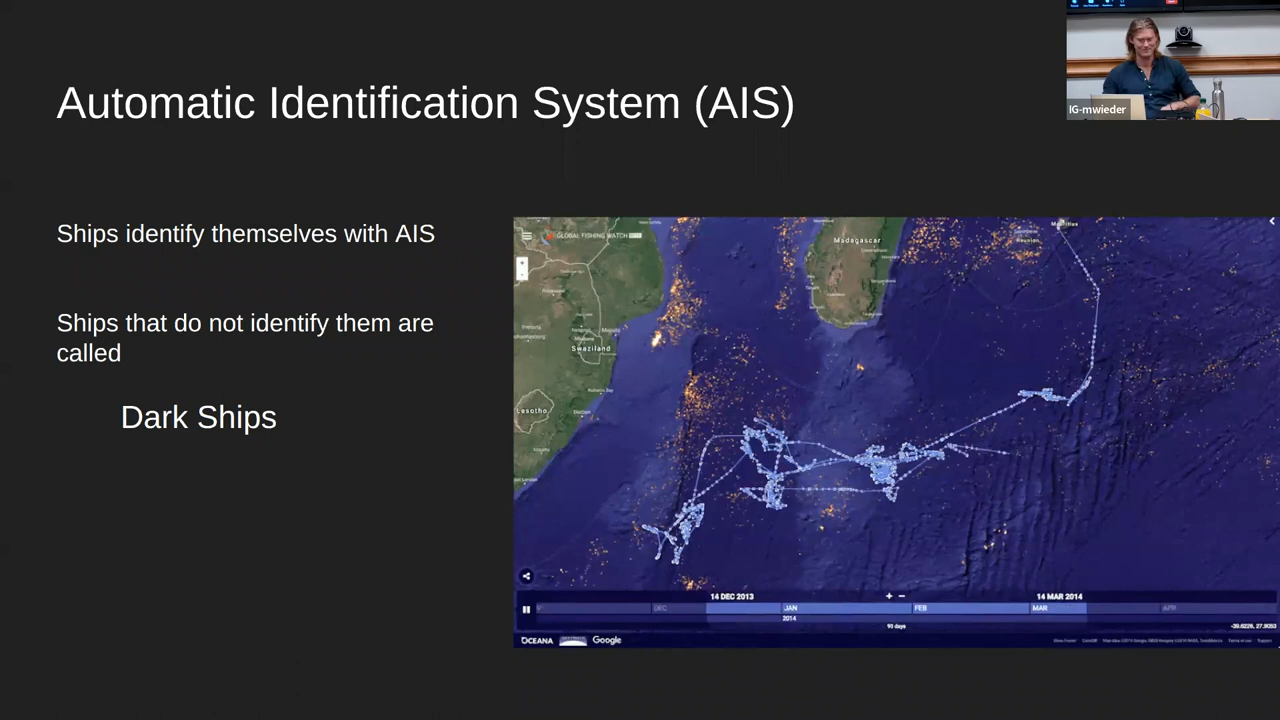 Automatic Identification System (AIS)
IG-mwieder
Ships identify themselves with AIS
Ships that do not identify them are
called
Dark Ships
GLOBAL FISHING WATCH
Madagascar
Swaziland
Lesotho
14 DEC 2013
14 MAR 2014
DEC
JAN
FEB
MAR
APR
2014
OCEANA
Google